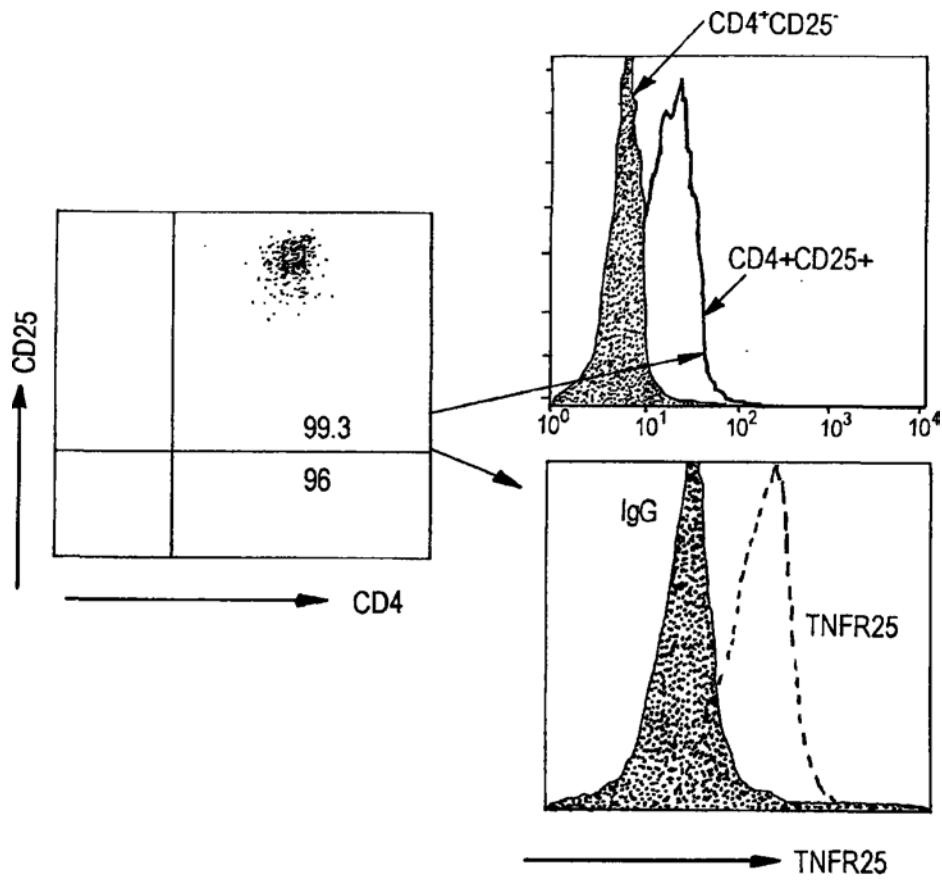 CD4⁺CD25⁻
CD4+CD25+
10⁰ 10¹ 10² 10³ 10⁴
CD25
99.3
96
CD4
IgG
TNFR25
TNFR25